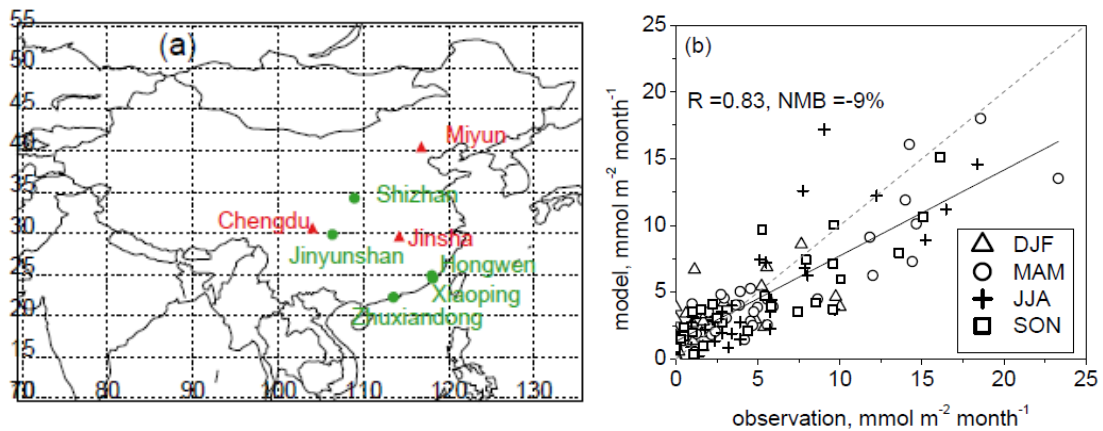 (a)
55
50
45
40
35
30
25
20
15
70 80 90 100 110 120 130
Miyun
Shizhan
Chengdu
Jinsha
Jinyunshan
Hongwen
Xiaoping
Zhuxiandong
(b)
R =0.83, NMB =-9%
model, mmol m⁻² month⁻¹
25
20
15
10
5
0
0 5 10 15 20 25
observation, mmol m⁻² month⁻¹
DJF
MAM
JJA
SON